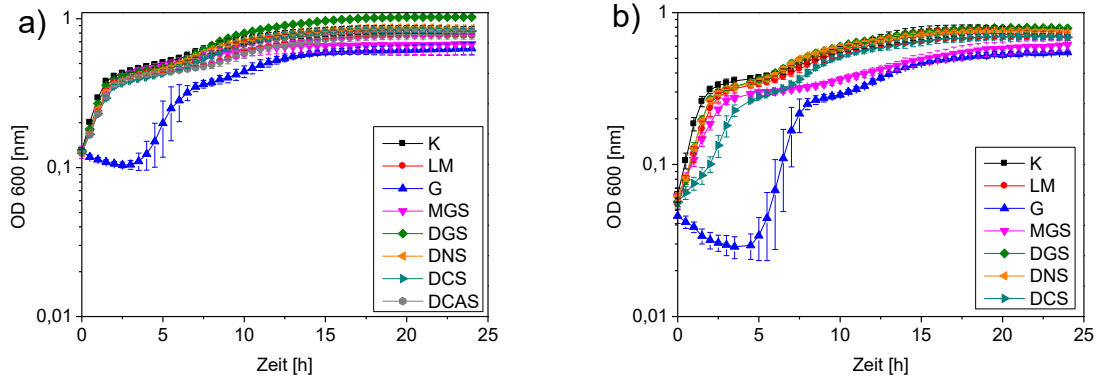 a)
OD 600 [nm]
1
0,1
0,01
0
5
10
15
20
25
Zeit [h]
K
LM
G
MGS
DGS
DNS
DCS
DCAS
b)
OD 600 [nm]
1
0,1
0,01
0
5
10
15
20
25
Zeit [h]
K
LM
G
MGS
DGS
DNS
DCS